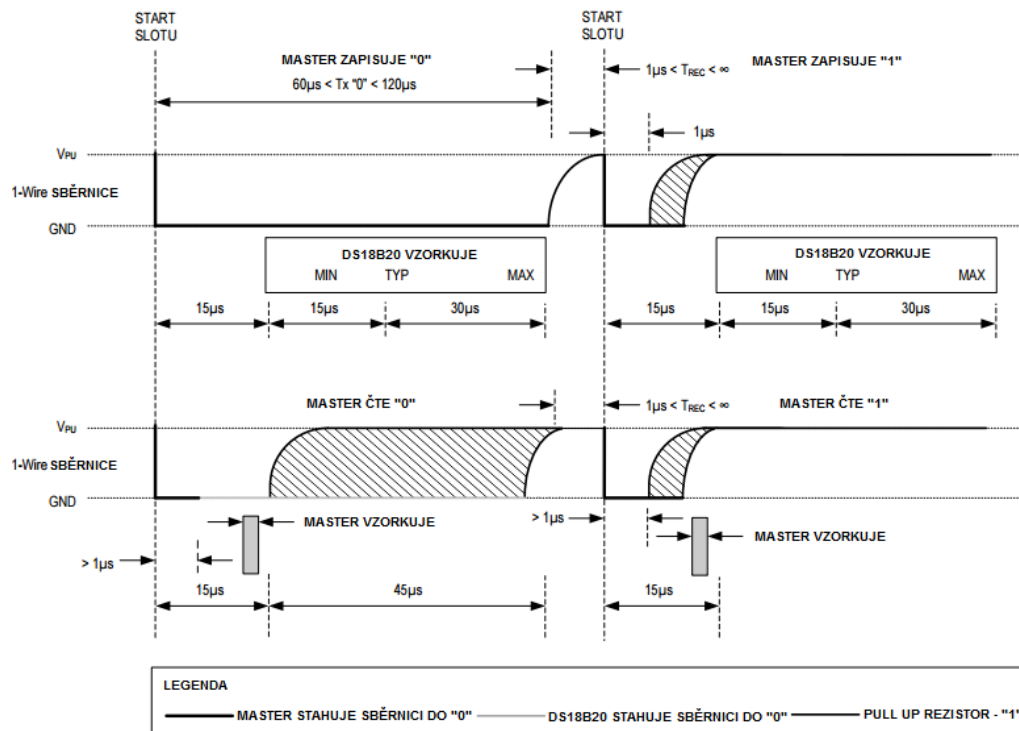 START
SLOTU
START
SLOTU
MASTER ZAPISUJE "0"
1µs < TREC < ∞
MASTER ZAPISUJE "1"
60µs < Tx "0" < 120µs
1µs
VPU
1-Wire SBĚRNICE
GND
DS18B20 VZORKUJE
MIN TYP MAX
DS18B20 VZORKUJE
MIN TYP MAX
15µs 15µs 30µs 15µs 15µs 30µs
MASTER ČTE "0"
1µs < TREC < ∞
MASTER ČTE "1"
VPU
1-Wire SBĚRNICE
GND
MASTER VZORKUJE
> 1µs
MASTER VZORKUJE
> 1µs
15µs 45µs 15µs
LEGENDA
MASTER STAHUJE SBĚRNICI DO "0" DS18B20 STAHUJE SBĚRNICI DO "0" PULL UP REZISTOR - "1"